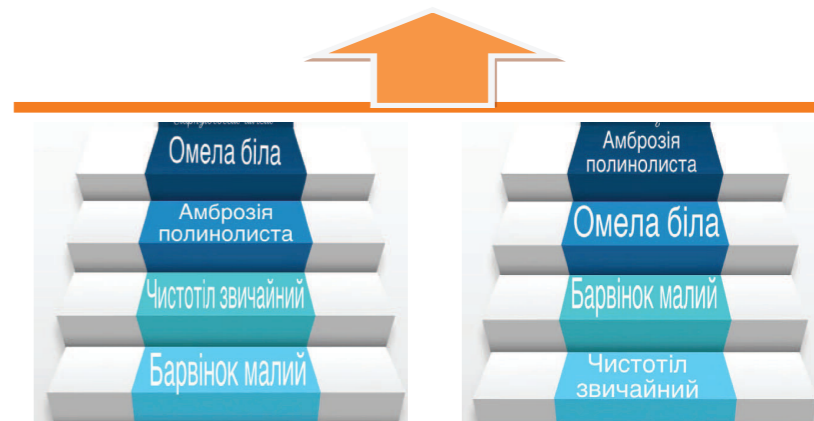 Омела біла
Амброзія
полинолиста
Чистотіл звичайний
Барвінок малий
Амброзія
полинолиста
Омела біла
Барвінок малий
Чистотіл
звичайний